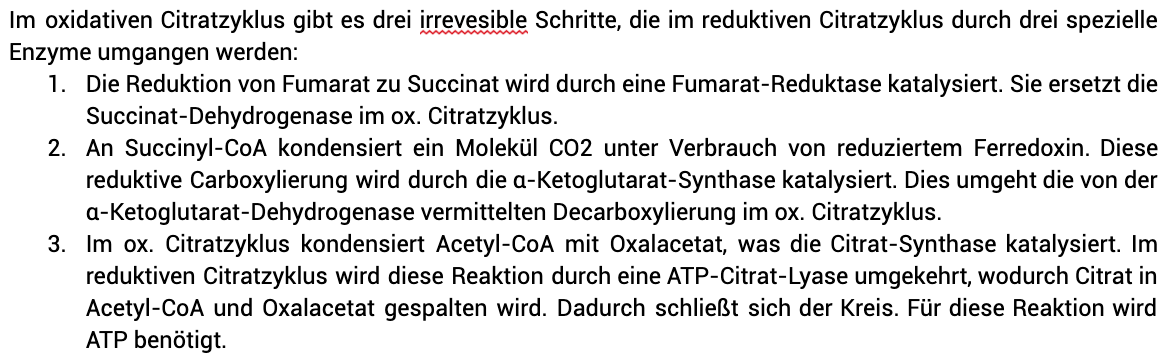 Im oxidativen Citratzyklus gibt es drei irrevesible Schritte, die im reduktiven Citratzyklus durch drei spezielle
Enzyme umgangen werden:
1. Die Reduktion von Fumarat zu Succinat wird durch eine Fumarat-Reduktase katalysiert. Sie ersetzt die
Succinat-Dehydrogenase im ox. Citratzyklus.
2. An Succinyl-CoA kondensiert ein Molekül CO2 unter Verbrauch von reduziertem Ferredoxin. Diese
reduktive Carboxylierung wird durch die α-Ketoglutarat-Synthase katalysiert. Dies umgeht die von der
α-Ketoglutarat-Dehydrogenase vermittelten Decarboxylierung im ox. Citratzyklus.
3. Im ox. Citratzyklus kondensiert Acetyl-CoA mit Oxalacetat, was die Citrat-Synthase katalysiert. Im
reduktiven Citratzyklus wird diese Reaktion durch eine ATP-Citrat-Lyase umgekehrt, wodurch Citrat in
Acetyl-CoA und Oxalacetat gespalten wird. Dadurch schließt sich der Kreis. Für diese Reaktion wird
ATP benötigt.